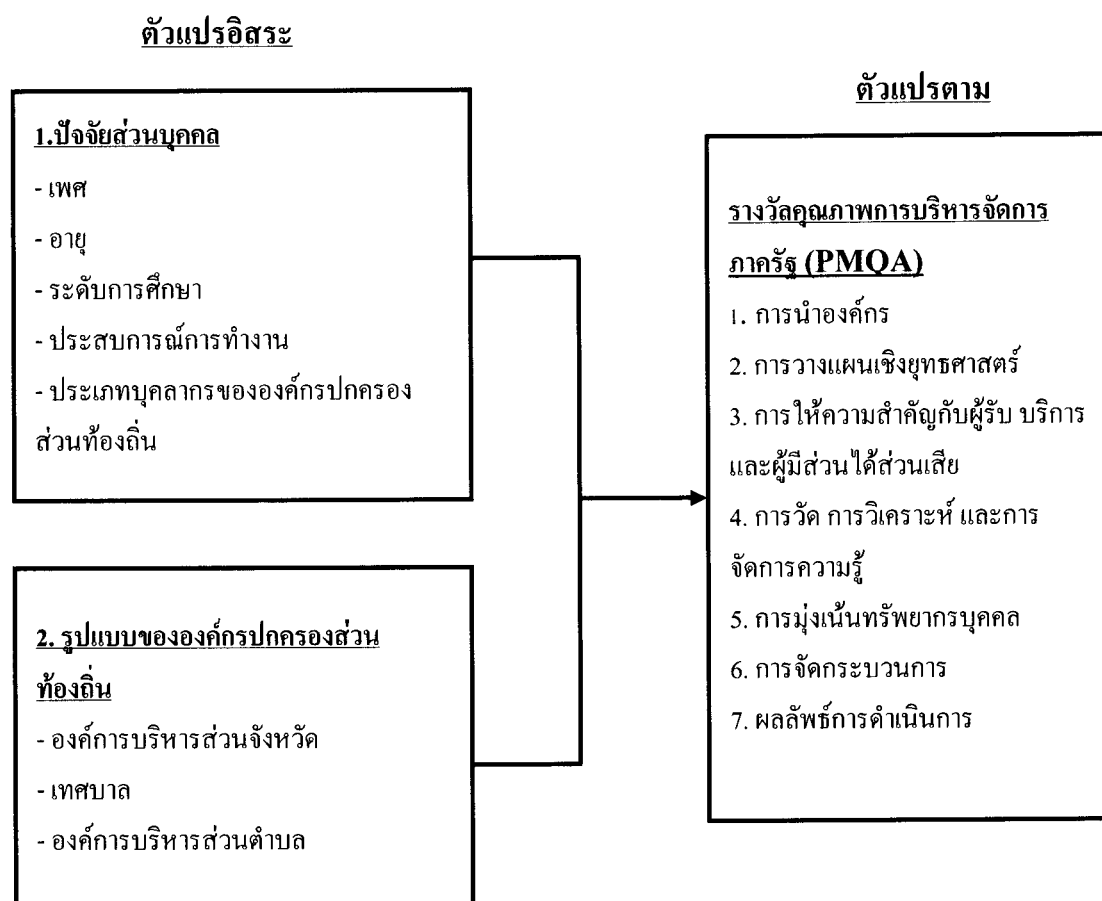 ตัวแปรอิสระ
1.ปัจจัยส่วนบุคคล
- เพศ
- อายุ
- ระดับการศึกษา
- ประสบการณ์การทำงาน
- ประเภทบุคลากรขององค์กรปกครอง
ส่วนท้องถิ่น
2. รูปแบบขององค์กรปกครองส่วน
ท้องถิ่น
- องค์การบริหารส่วนจังหวัด
- เทศบาล
- องค์การบริหารส่วนตำบล
ตัวแปรตาม
รางวัลคุณภาพการบริหารจัดการ
ภาครัฐ (PMQA)
1. การนำองค์กร
2. การวางแผนเชิงยุทธศาสตร์
3. การให้ความสำคัญกับผู้รับ บริการ
และผู้มีส่วนได้ส่วนเสีย
4. การวัด การวิเคราะห์ และการ
จัดการความรู้
5. การมุ่งเน้นทรัพยากรบุคคล
6. การจัดกระบวนการ
7. ผลลัพธ์การดำเนินการ